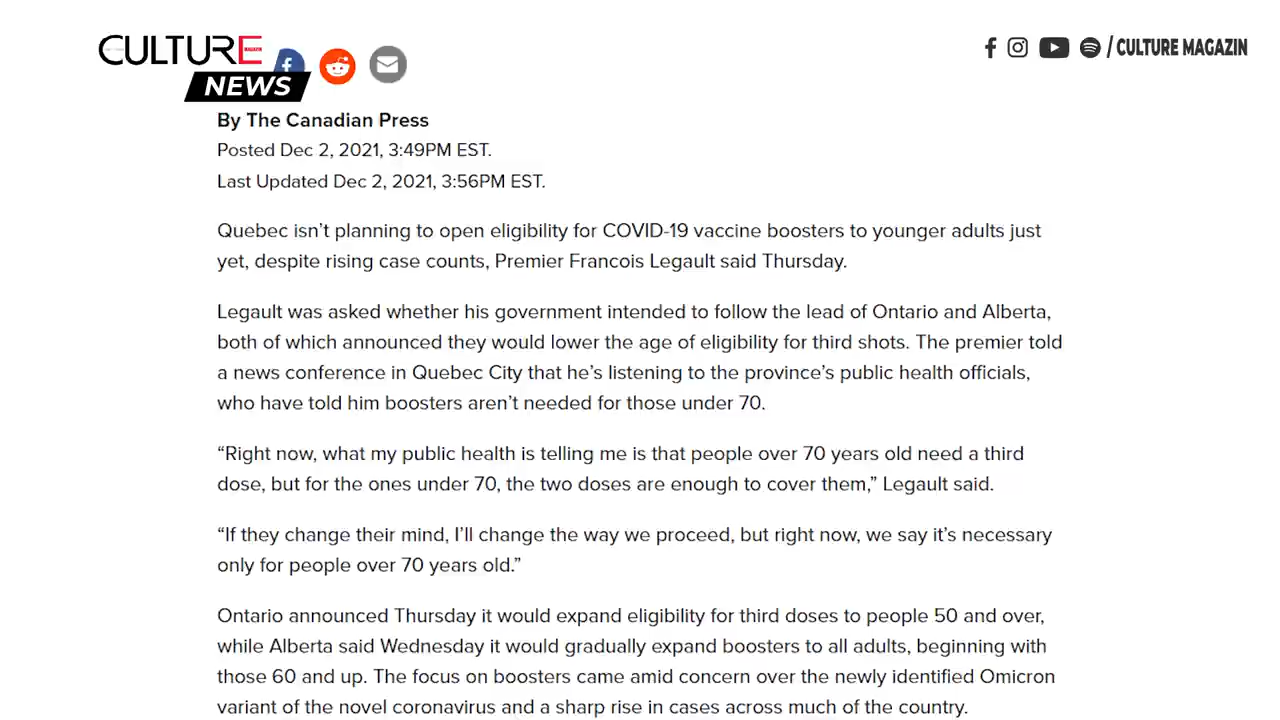 CULTURE
NEWS
/ CULTURE MAGAZIN
By The Canadian Press
Posted Dec 2, 2021, 3:49PM EST.
Last Updated Dec 2, 2021, 3:56PM EST.
Quebec isn’t planning to open eligibility for COVID-19 vaccine boosters to younger adults just
yet, despite rising case counts, Premier Francois Legault said Thursday.
Legault was asked whether his government intended to follow the lead of Ontario and Alberta,
both of which announced they would lower the age of eligibility for third shots. The premier told
a news conference in Quebec City that he’s listening to the province’s public health officials,
who have told him boosters aren’t needed for those under 70.
“Right now, what my public health is telling me is that people over 70 years old need a third
dose, but for the ones under 70, the two doses are enough to cover them,” Legault said.
“If they change their mind, I’ll change the way we proceed, but right now, we say it’s necessary
only for people over 70 years old.”
Ontario announced Thursday it would expand eligibility for third doses to people 50 and over,
while Alberta said Wednesday it would gradually expand boosters to all adults, beginning with
those 60 and up. The focus on boosters came amid concern over the newly identified Omicron
variant of the novel coronavirus and a sharp rise in cases across much of the country.